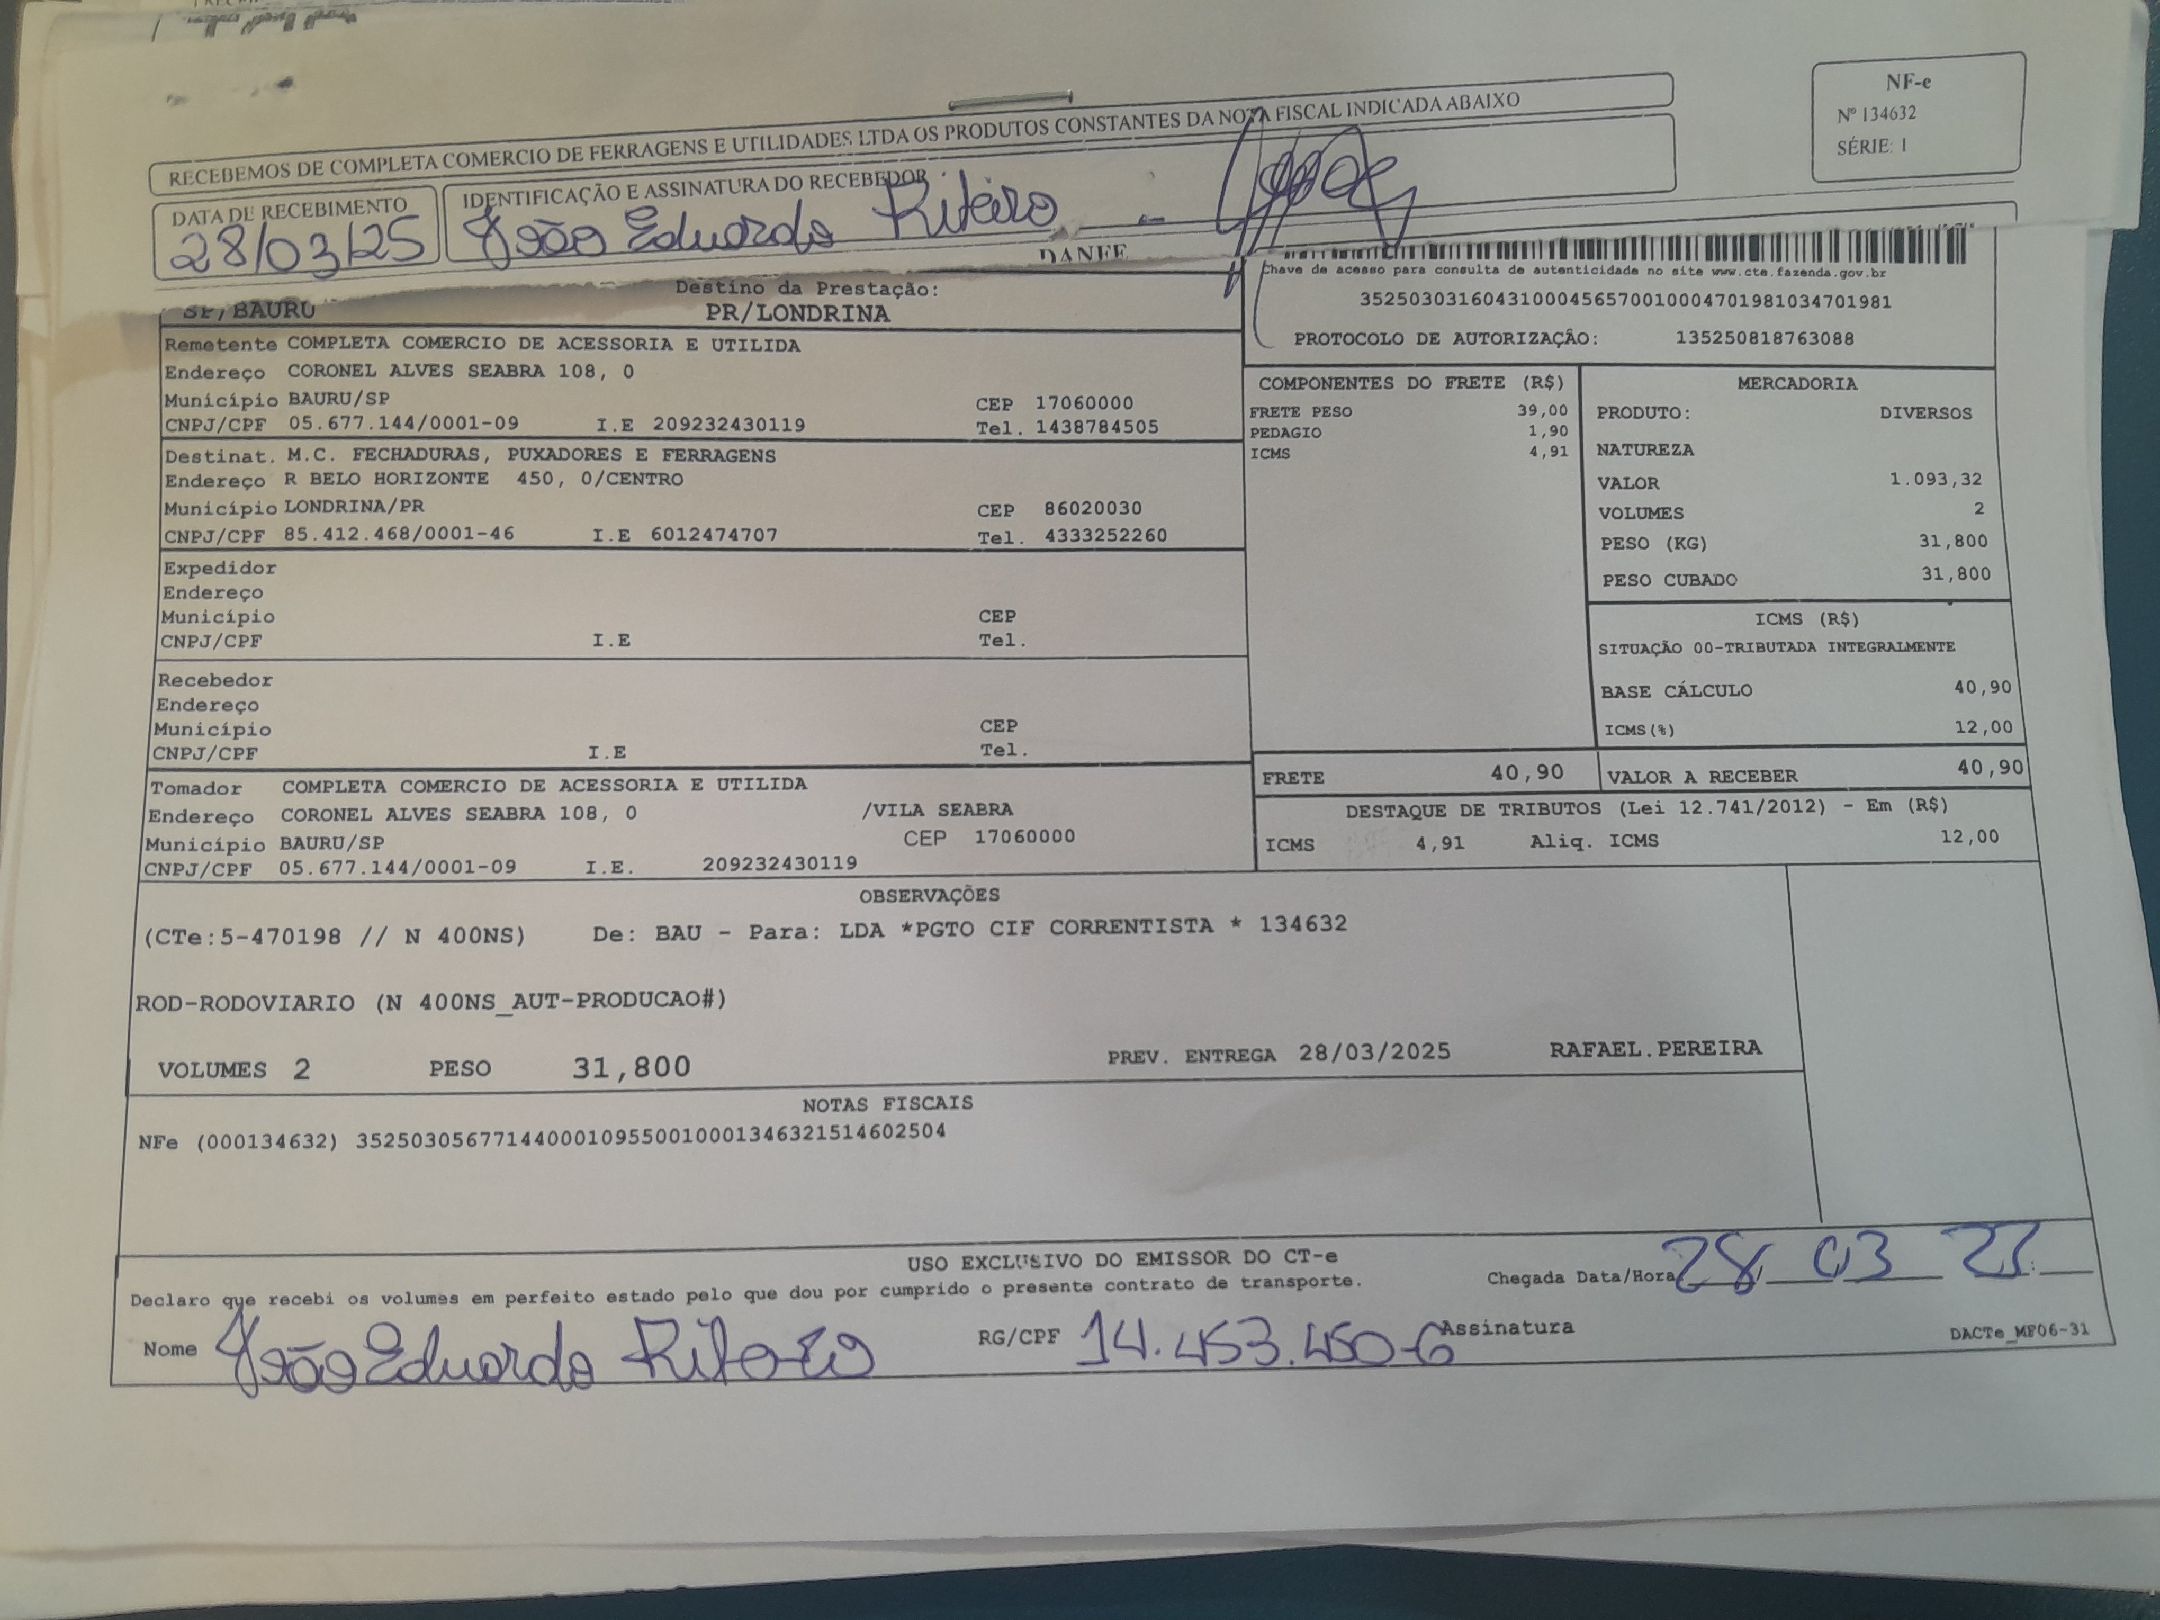 RECEBEMOS DE COMPLETA COMERCIO DE FERRAGENS E UTILIDADES LTDA OS PRODUTOS CONSTANTES DA NOTA FISCAL INDICADA ABAIXO
NF-e
Nº 134632
SÉRIE: 1
DATA DE RECEBIMENTO
28/03/25
IDENTIFICAÇÃO E ASSINATURA DO RECEBEDOR
João Eduardo Ribeiro
DANFE
Chave de acesso para consulta de autenticidade no site www.cte.fazenda.gov.br
35250303160431000456570010004701981034701981
PROTOCOLO DE AUTORIZAÇÃO: 135250818763088
Destino da Prestação:
SP/BAURU PR/LONDRINA
Remetente COMPLETA COMERCIO DE ACESSORIA E UTILIDA
Endereço CORONEL ALVES SEABRA 108, 0
Município BAURU/SP CEP 17060000
CNPJ/CPF 05.677.144/0001-09 I.E 209232430119 Tel. 1438784505
Destinat. M.C. FECHADURAS, PUXADORES E FERRAGENS
Endereço R BELO HORIZONTE 450, 0/CENTRO
Município LONDRINA/PR CEP 86020030
CNPJ/CPF 85.412.468/0001-46 I.E 6012474707 Tel. 4333252260
Expedidor
Endereço
Município CEP
CNPJ/CPF I.E Tel.
Recebedor
Endereço
Município CEP
CNPJ/CPF I.E Tel.
Tomador COMPLETA COMERCIO DE ACESSORIA E UTILIDA
Endereço CORONEL ALVES SEABRA 108, 0 /VILA SEABRA
Município BAURU/SP CEP 17060000
CNPJ/CPF 05.677.144/0001-09 I.E. 209232430119
COMPONENTES DO FRETE (R$)
FRETE PESO 39,00
PEDAGIO 1,90
ICMS 4,91
MERCADORIA
PRODUTO: DIVERSOS
NATUREZA
VALOR 1.093,32
VOLUMES 2
PESO (KG) 31,800
PESO CUBADO 31,800
ICMS (R$)
SITUAÇÃO 00-TRIBUTADA INTEGRALMENTE
BASE CÁLCULO 40,90
ICMS(%) 12,00
FRETE 40,90 VALOR A RECEBER 40,90
DESTAQUE DE TRIBUTOS (Lei 12.741/2012) - Em (R$)
ICMS 4,91 Aliq. ICMS 12,00
OBSERVAÇÕES
(CTe:5-470198 // N 400NS) De: BAU - Para: LDA *PGTO CIF CORRENTISTA * 134632
ROD-RODOVIARIO (N 400NS_AUT-PRODUCAO#)
VOLUMES 2 PESO 31,800 PREV. ENTREGA 28/03/2025 RAFAEL.PEREIRA
NOTAS FISCAIS
NFe (000134632) 35250305677144000109550010001346321514602504
USO EXCLUSIVO DO EMISSOR DO CT-e
Declaro que recebi os volumes em perfeito estado pelo que dou por cumprido o presente contrato de transporte.
Chegada Data/Hora 28/ 03
Nome João Eduardo Ribeiro RG/CPF 14.453.450-6 Assinatura
DACTe_MF06-31